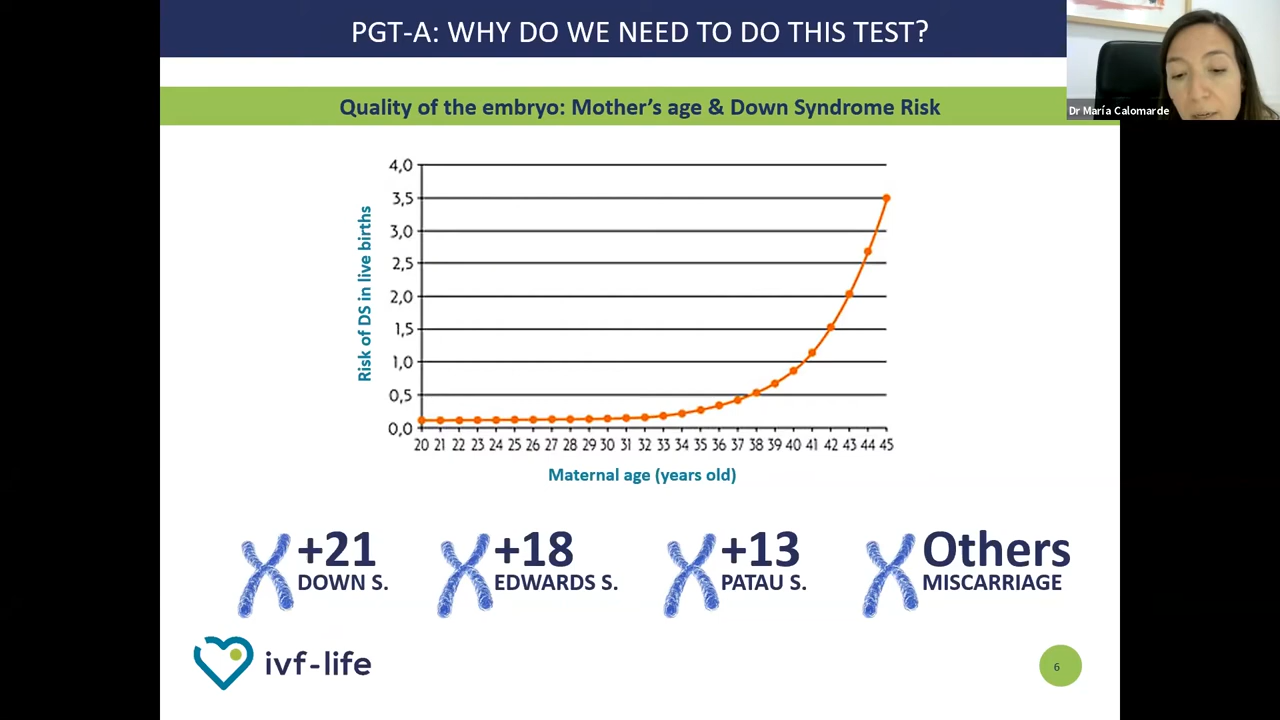 PGT-A: WHY DO WE NEED TO DO THIS TEST?
Dr María Calomarde
Quality of the embryo: Mother's age & Down Syndrome Risk
Risk of DS in live births
4,0
3,5
3,0
2,5
2,0
1,5
1,0
0,5
0,0
20 21 22 23 24 25 26 27 28 29 30 31 32 33 34 35 36 37 38 39 40 41 42 43 44 45
Maternal age (years old)
+21
DOWN S.
+18
EDWARDS S.
+13
PATAU S.
Others
MISCARRIAGE
ivf-life
6